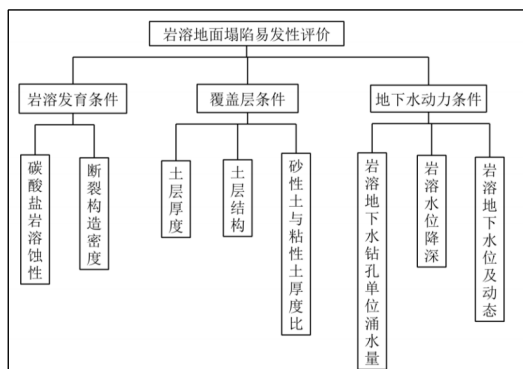 岩溶地面塌陷易发性评价
岩溶发育条件
覆盖层条件
地下水动力条件
碳酸盐岩溶蚀性
断裂构造密度
土层厚度
土层结构
砂性土与粘性土厚度比
岩溶地下水钻孔单位涌水量
岩溶水位降深
岩溶地下水位及动态